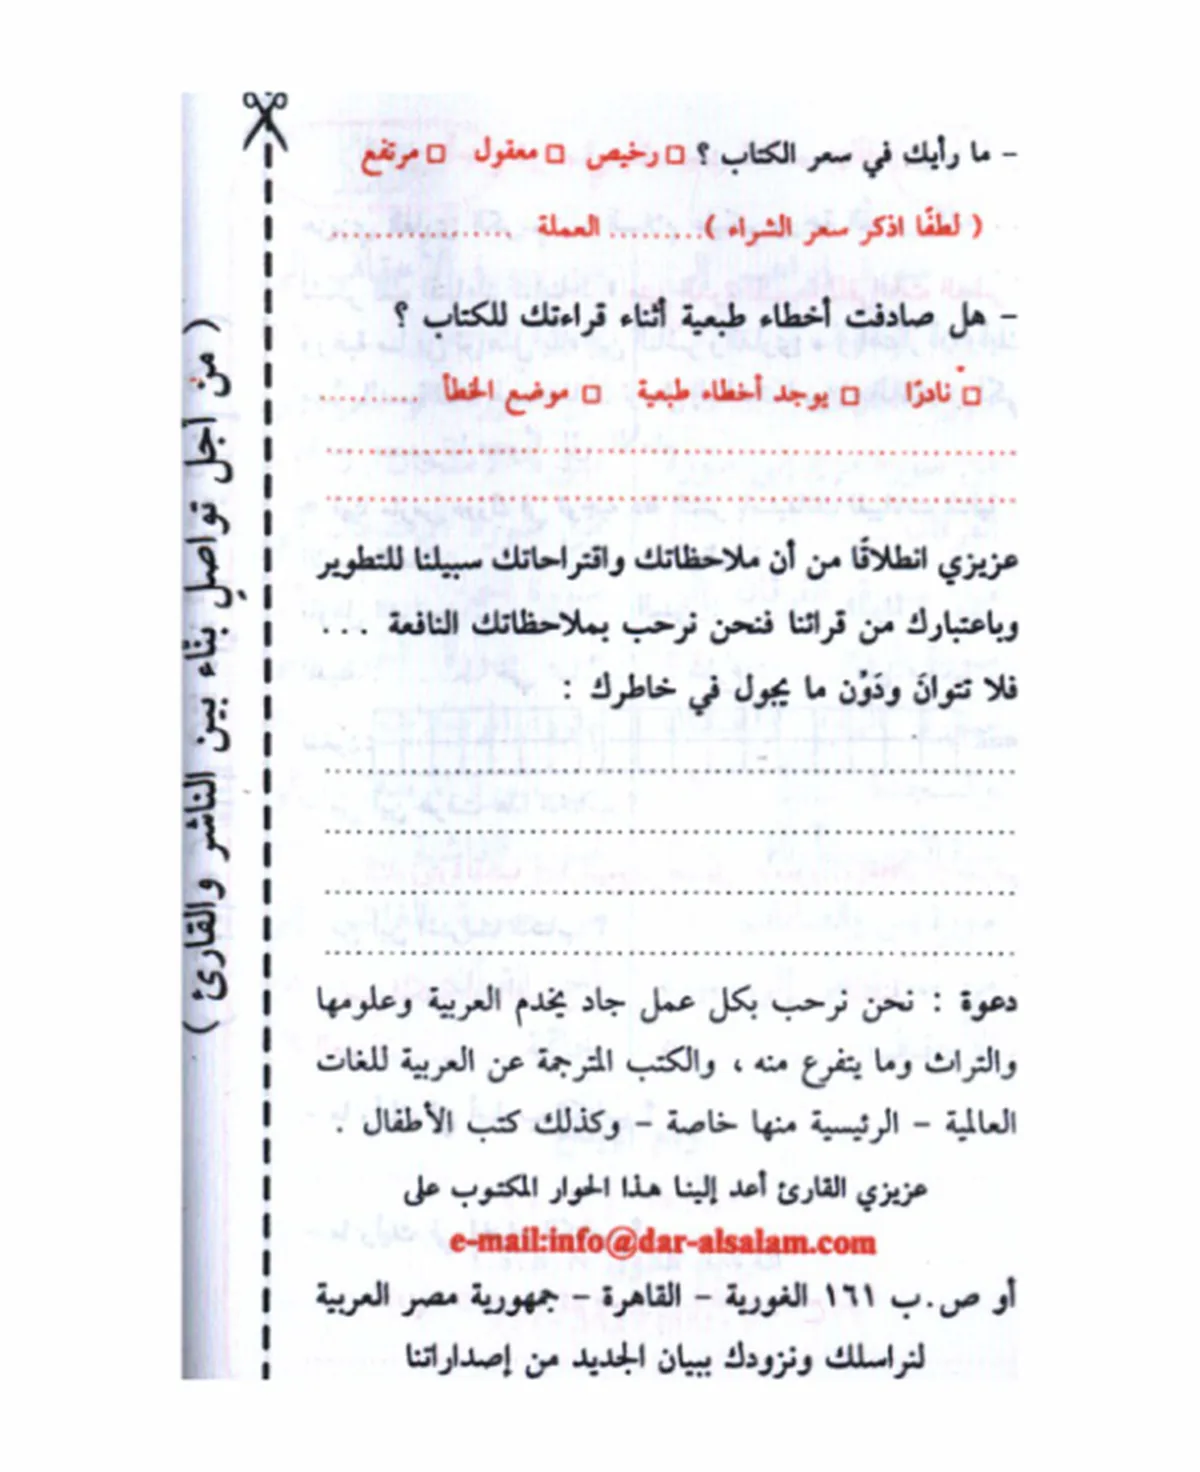 – ما رأيك في سعر الكتاب ؟ □ رخيص □ معقول □ مرتفع
( لطفًا اذكر سعر الشراء )......... العملة ..................
– هل صادفت أخطاء طبعية أثناء قراءتك للكتاب ؟
□ نادرًا □ يوجد أخطاء طبعية □ موضع الخطأ ..........
عزيزي انطلاقًا من أن ملاحظاتك واقتراحاتك سبيلنا للتطوير
وباعتبارك من قرائنا فنحن نرحب بملاحظاتك النافعة ...
فلا تتوانَ ودَوِّن ما يجول في خاطرك :
دعوة : نحن نرحب بكل عمل جاد يخدم العربية وعلومها
والتراث وما يتفرع منه ، والكتب المترجمة عن العربية للغات
العالمية – الرئيسية منها خاصة – وكذلك كتب الأطفال .
عزيزي القارئ أعد إلينا هذا الحوار المكتوب على
e-mail:info@dar-alsalam.com
أو ص.ب ١٦١ الغورية – القاهرة – جمهورية مصر العربية
لنراسلك ونزودك ببيان الجديد من إصداراتنا
( من أجل تواصلٍ بنّاء بين الناشر والقارئ )